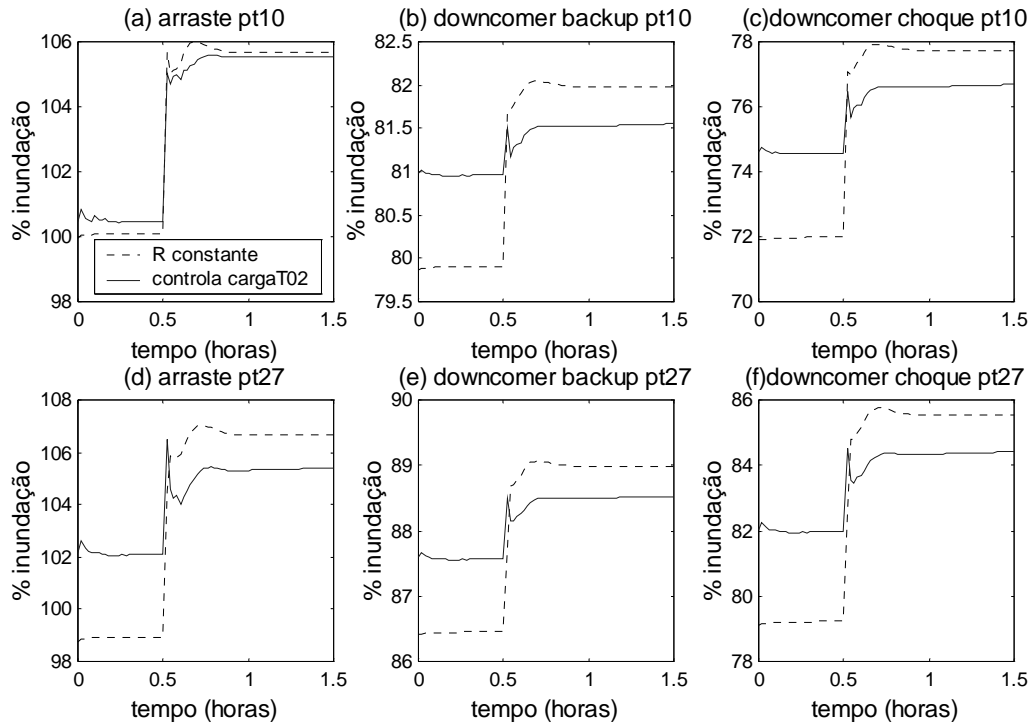 (a) arraste pt10
106
104
102
100
98
% inundação
R constante
controla cargaT02
0 0.5 1 1.5
tempo (horas)
(b) downcomer backup pt10
82.5
82
81.5
81
80.5
80
79.5
% inundação
0 0.5 1 1.5
tempo (horas)
(c)downcomer choque pt10
78
76
74
72
70
% inundação
0 0.5 1 1.5
tempo (horas)
(d) arraste pt27
108
106
104
102
100
98
% inundação
0 0.5 1 1.5
tempo (horas)
(e) downcomer backup pt27
90
89
88
87
86
% inundação
0 0.5 1 1.5
tempo (horas)
(f)downcomer choque pt27
86
84
82
80
78
% inundação
0 0.5 1 1.5
tempo (horas)